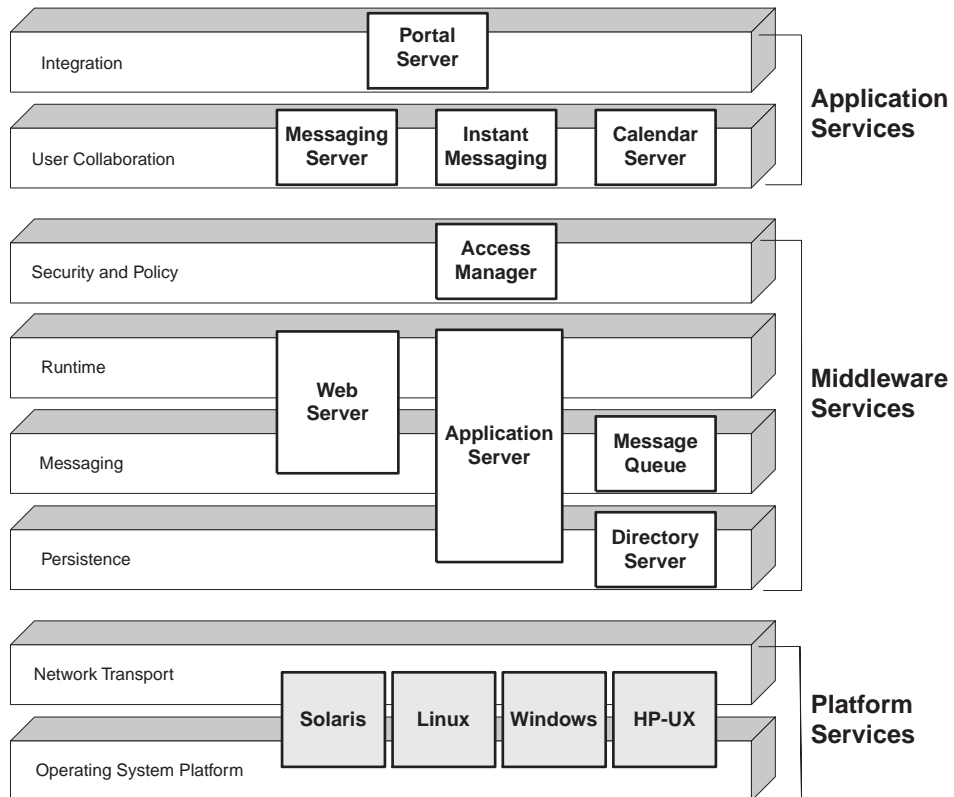 Integration
Portal
Server
User Collaboration
Messaging
Server
Instant
Messaging
Calendar
Server
Application
Services
Security and Policy
Access
Manager
Runtime
Web
Server
Application
Server
Messaging
Message
Queue
Persistence
Directory
Server
Middleware
Services
Network Transport
Solaris
Linux
Windows
HP-UX
Operating System Platform
Platform
Services